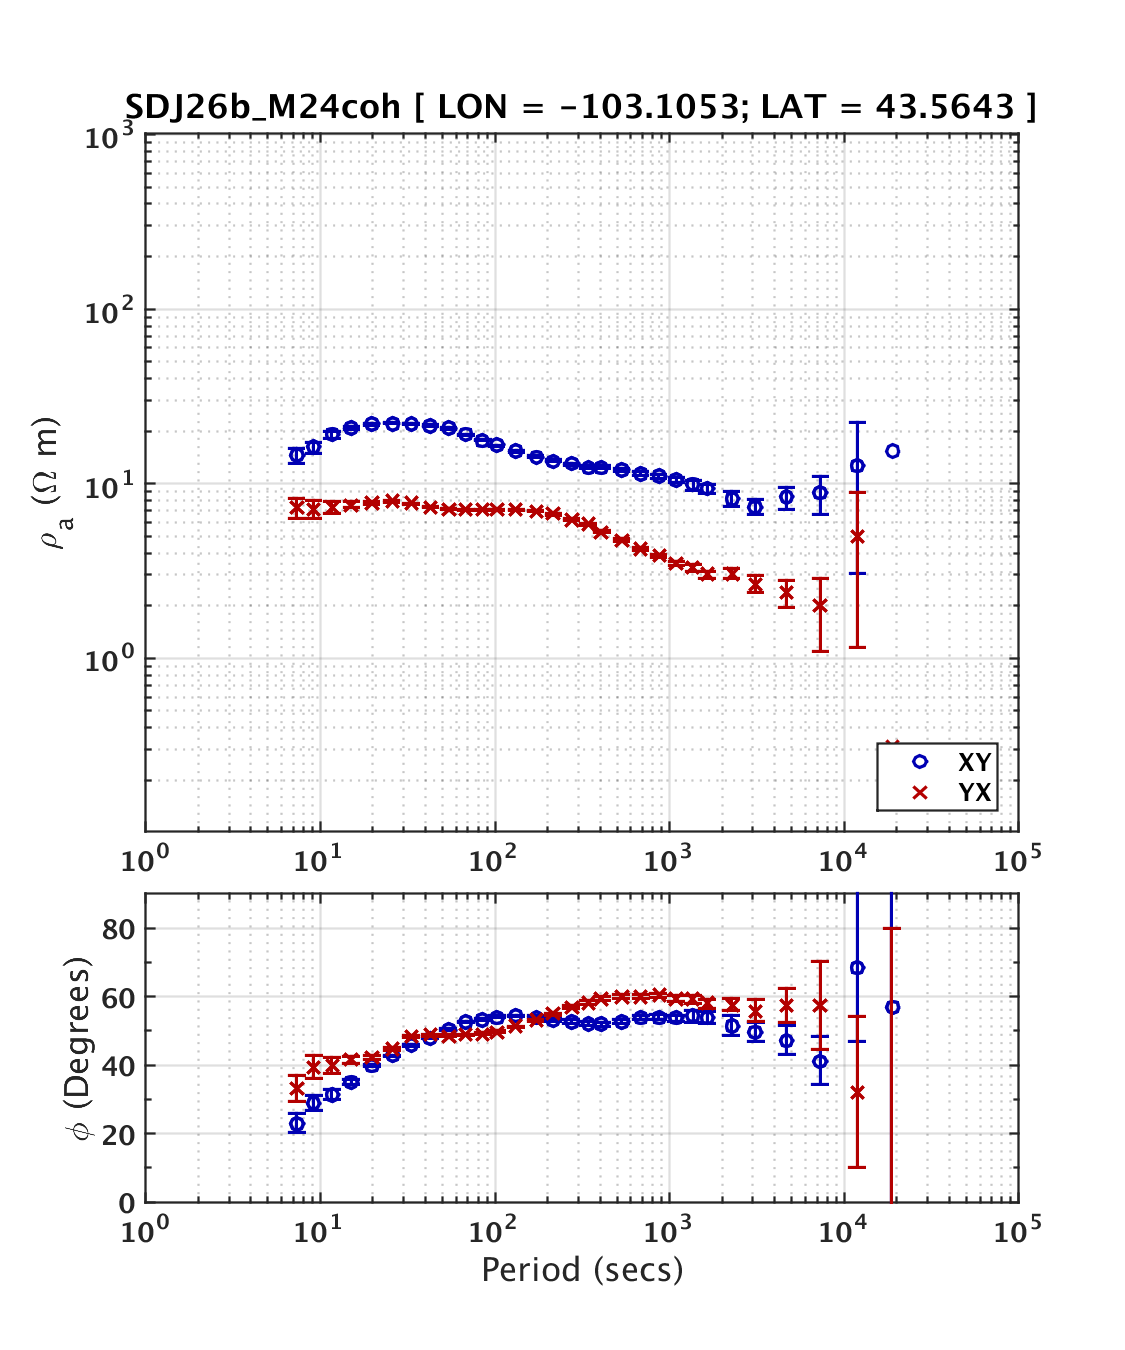 SDJ26b_M24coh [ LON = -103.1053; LAT = 43.5643 ]
10³
10²
10¹
10⁰
ρₐ (Ω m)
XY
YX
10⁰ 10¹ 10² 10³ 10⁴ 10⁵
80
60
40
20
0
ϕ (Degrees)
10⁰ 10¹ 10² 10³ 10⁴ 10⁵
Period (secs)